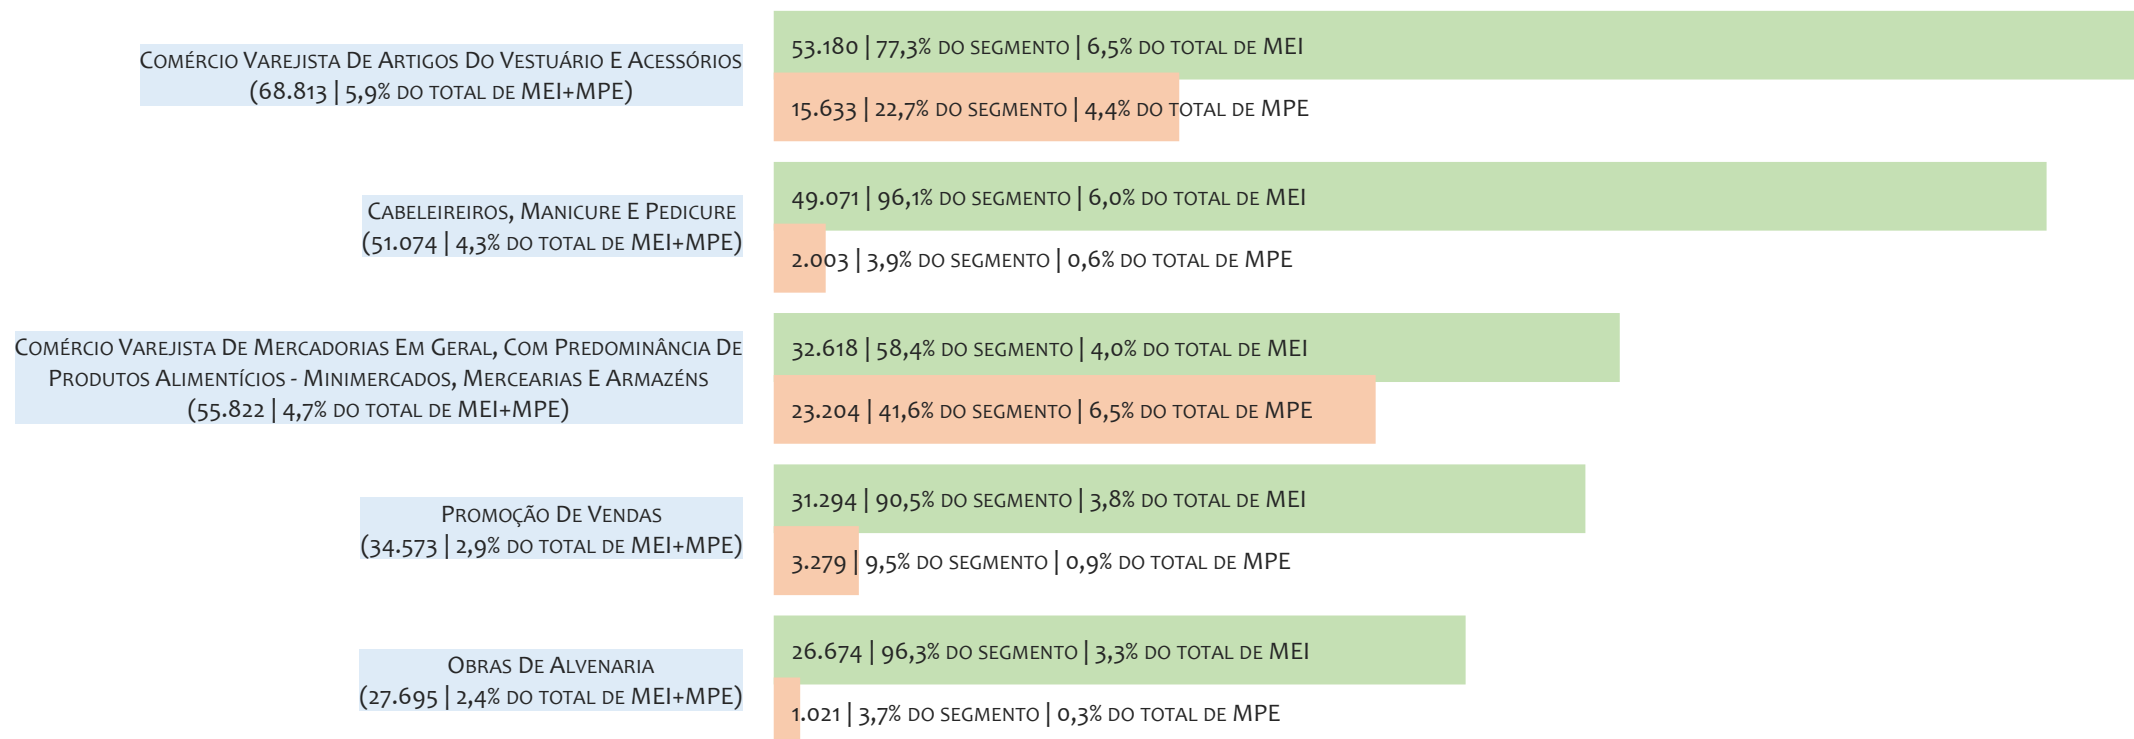 Comércio Varejista De Artigos Do Vestuário E Acessórios
(68.813 | 5,9% do total de MEI+MPE)
53.180 | 77,3% do segmento | 6,5% do total de MEI
15.633 | 22,7% do segmento | 4,4% do total de MPE
Cabeleireiros, Manicure E Pedicure
(51.074 | 4,3% do total de MEI+MPE)
49.071 | 96,1% do segmento | 6,0% do total de MEI
2.003 | 3,9% do segmento | 0,6% do total de MPE
Comércio Varejista De Mercadorias Em Geral, Com Predominância De
Produtos Alimentícios - Minimercados, Mercearias E Armazéns
(55.822 | 4,7% do total de MEI+MPE)
32.618 | 58,4% do segmento | 4,0% do total de MEI
23.204 | 41,6% do segmento | 6,5% do total de MPE
Promoção De Vendas
(34.573 | 2,9% do total de MEI+MPE)
31.294 | 90,5% do segmento | 3,8% do total de MEI
3.279 | 9,5% do segmento | 0,9% do total de MPE
Obras De Alvenaria
(27.695 | 2,4% do total de MEI+MPE)
26.674 | 96,3% do segmento | 3,3% do total de MEI
1.021 | 3,7% do segmento | 0,3% do total de MPE